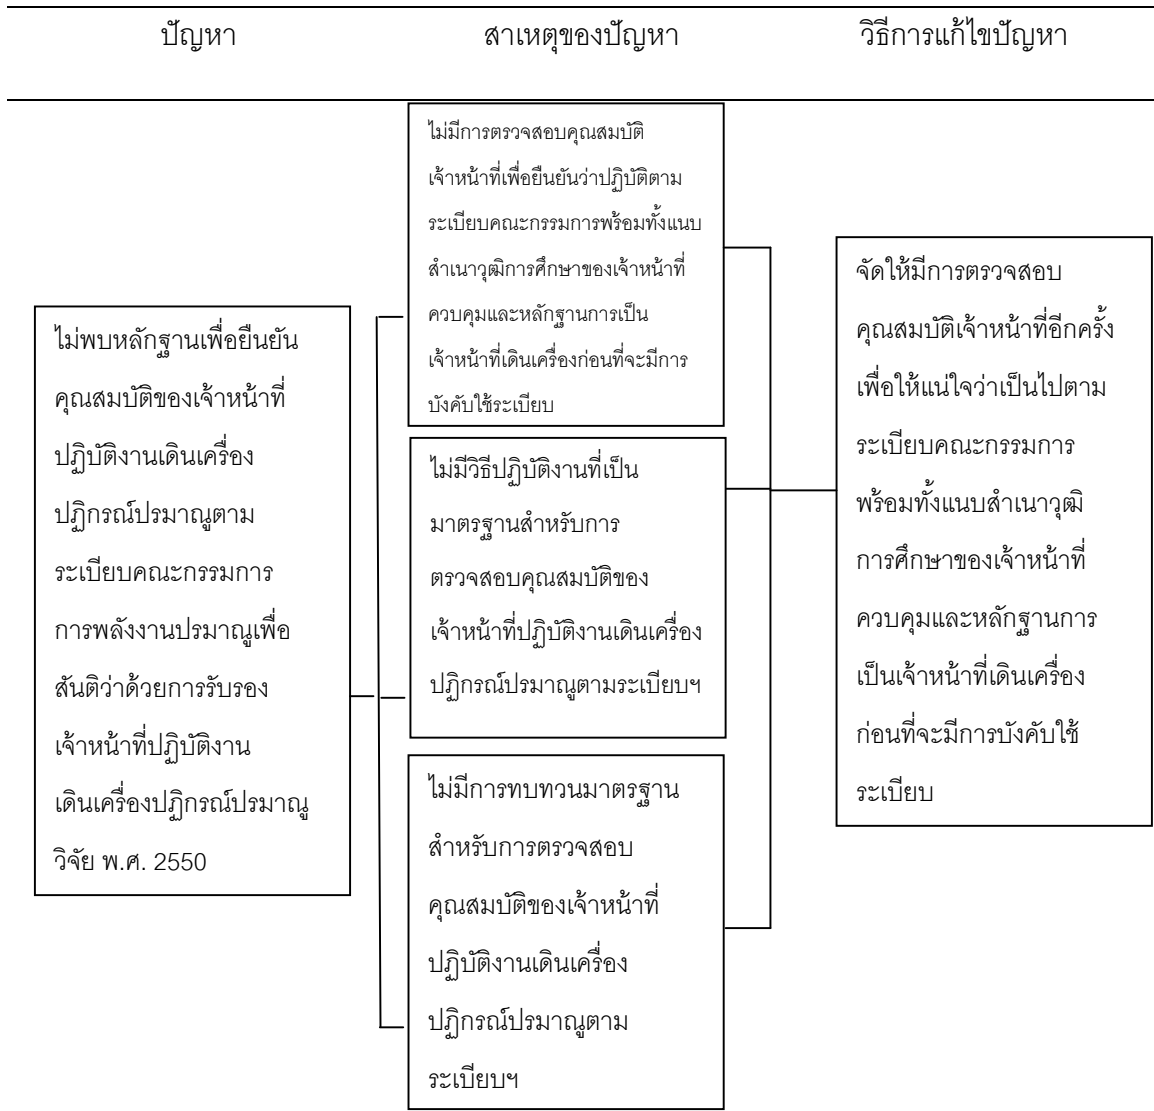 ปัญหา
สาเหตุของปัญหา
วิธีการแก้ไขปัญหา
ไม่พบหลักฐานเพื่อยืนยัน
คุณสมบัติของเจ้าหน้าที่
ปฏิบัติงานเดินเครื่อง
ปฏิกรณ์ปรมาณูตาม
ระเบียบคณะกรรมการ
การพลังงานปรมาณูเพื่อ
สันติว่าด้วยการรับรอง
เจ้าหน้าที่ปฏิบัติงาน
เดินเครื่องปฏิกรณ์ปรมาณู
วิจัย พ.ศ. 2550
ไม่มีการตรวจสอบคุณสมบัติ
เจ้าหน้าที่เพื่อยืนยันว่าปฏิบัติตาม
ระเบียบคณะกรรมการพร้อมทั้งแนบ
สำเนาวุฒิการศึกษาของเจ้าหน้าที่
ควบคุมและหลักฐานการเป็น
เจ้าหน้าที่เดินเครื่องก่อนที่จะมีการ
บังคับใช้ระเบียบ
ไม่มีวิธีปฏิบัติงานที่เป็น
มาตรฐานสำหรับการ
ตรวจสอบคุณสมบัติของ
เจ้าหน้าที่ปฏิบัติงานเดินเครื่อง
ปฏิกรณ์ปรมาณูตามระเบียบฯ
ไม่มีการทบทวนมาตรฐาน
สำหรับการตรวจสอบ
คุณสมบัติของเจ้าหน้าที่
ปฏิบัติงานเดินเครื่อง
ปฏิกรณ์ปรมาณูตาม
ระเบียบฯ
จัดให้มีการตรวจสอบ
คุณสมบัติเจ้าหน้าที่อีกครั้ง
เพื่อให้แน่ใจว่าเป็นไปตาม
ระเบียบคณะกรรมการ
พร้อมทั้งแนบสำเนาวุฒิ
การศึกษาของเจ้าหน้าที่
ควบคุมและหลักฐานการ
เป็นเจ้าหน้าที่เดินเครื่อง
ก่อนที่จะมีการบังคับใช้
ระเบียบ